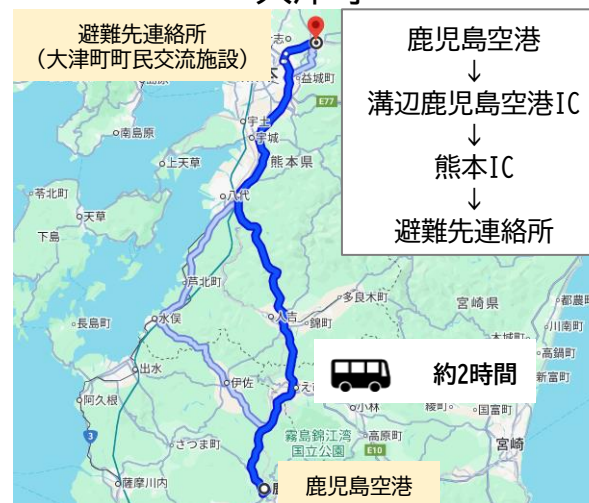 避難先連絡所
（大津町町民交流施設）
鹿児島空港
↓
溝辺鹿児島空港IC
↓
熊本IC
↓
避難先連絡所
益城町
E77
南島原
宇土
宇城
上天草
熊本県
苓北町
八代
天草
下島
芦北町
多良木町
宮崎県
都農町
長島町
水俣
人吉
錦町
木城町
川南町
高鍋町
新富町
出水
約2時間
阿久根
伊佐
え
小林
綾町
国富町
3
さつま町
霧島錦江湾
国立公園
高原町
E10
宮崎
薩摩川内
鹿児島空港